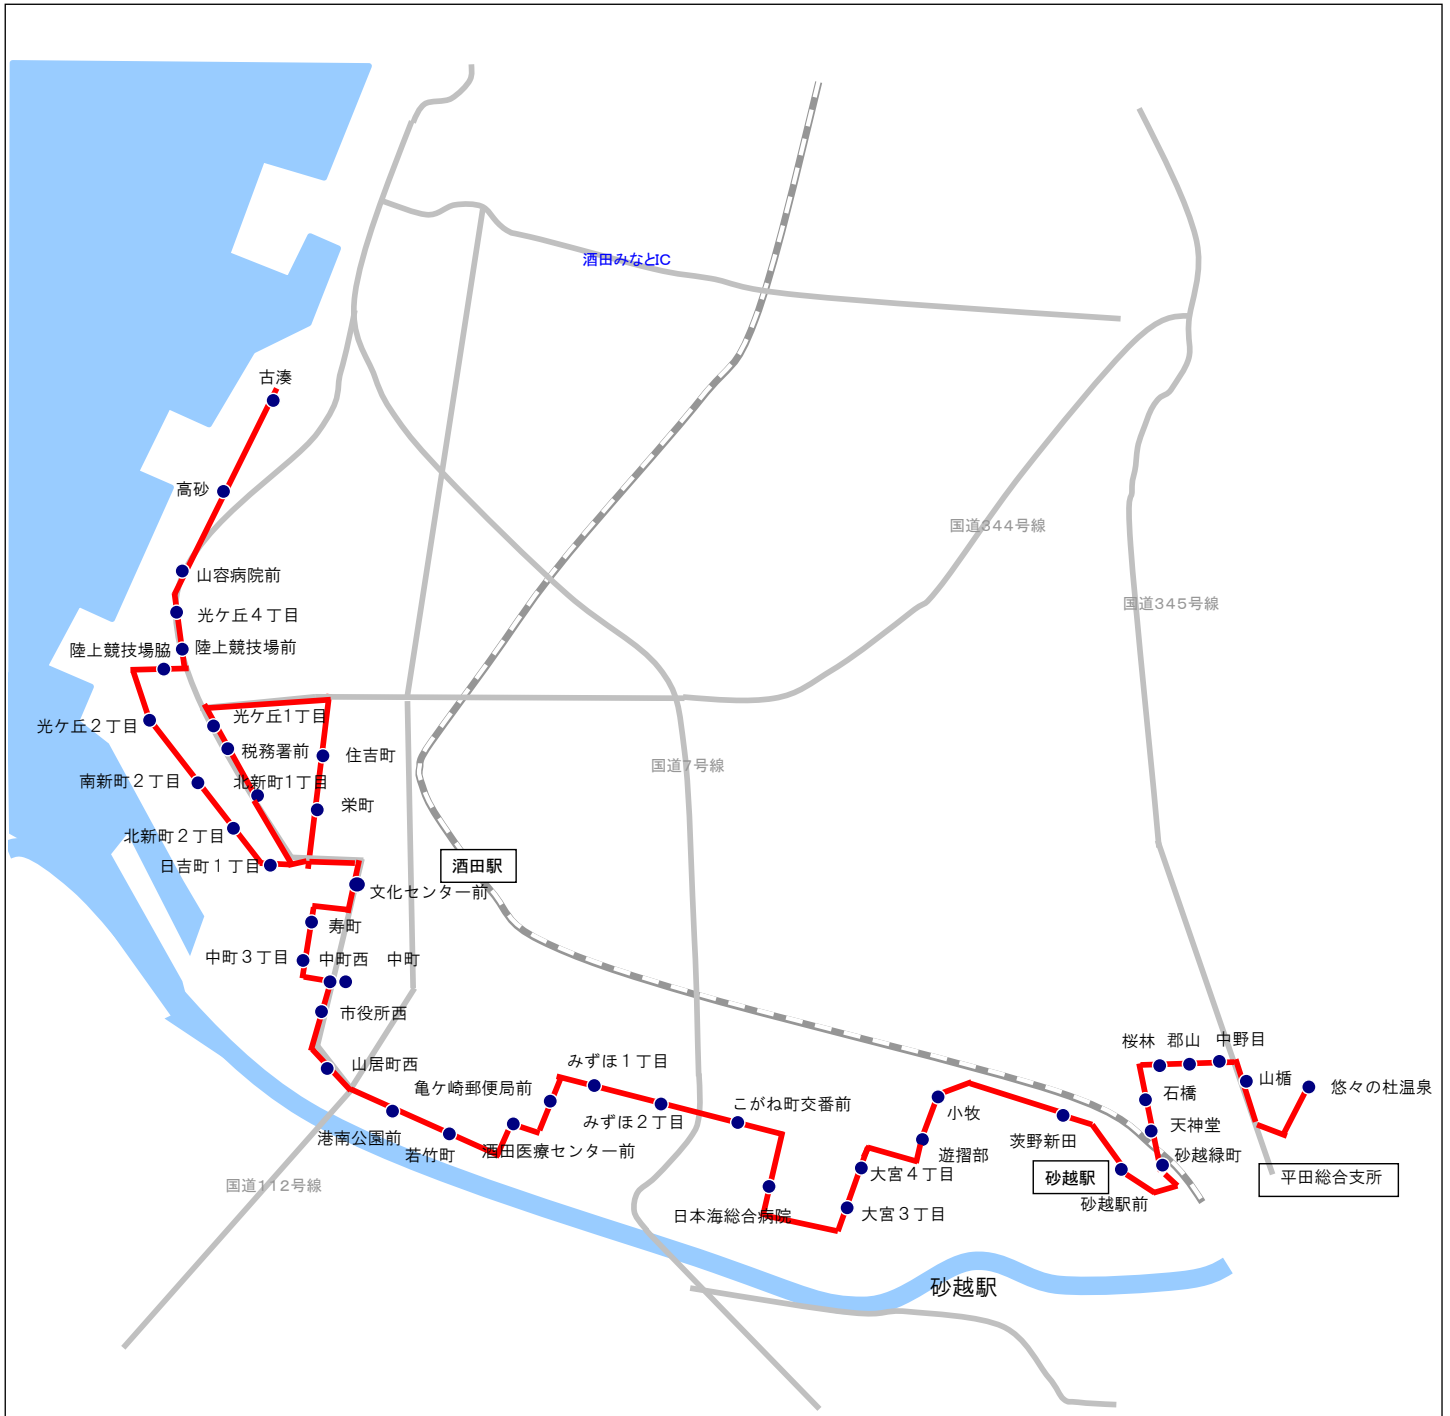 酒田みなとIC
古湊
高砂
国道344号線
山容病院前
国道345号線
光ケ丘４丁目
陸上競技場前
陸上競技場脇
光ケ丘1丁目
光ケ丘２丁目
税務署前
住吉町
国道7号線
南新町２丁目
北新町1丁目
栄町
北新町２丁目
日吉町１丁目
酒田駅
文化センター前
寿町
中町３丁目
中町西
中町
市役所西
桜林
郡山
中野目
山居町西
みずほ１丁目
山楯
悠々の杜温泉
亀ケ崎郵便局前
石橋
こがね町交番前
小牧
みずほ２丁目
天神堂
港南公園前
茨野新田
若竹町
酒田医療センター前
遊摺部
砂越緑町
大宮４丁目
砂越駅
平田総合支所
国道112号線
砂越駅前
日本海総合病院
大宮３丁目
砂越駅